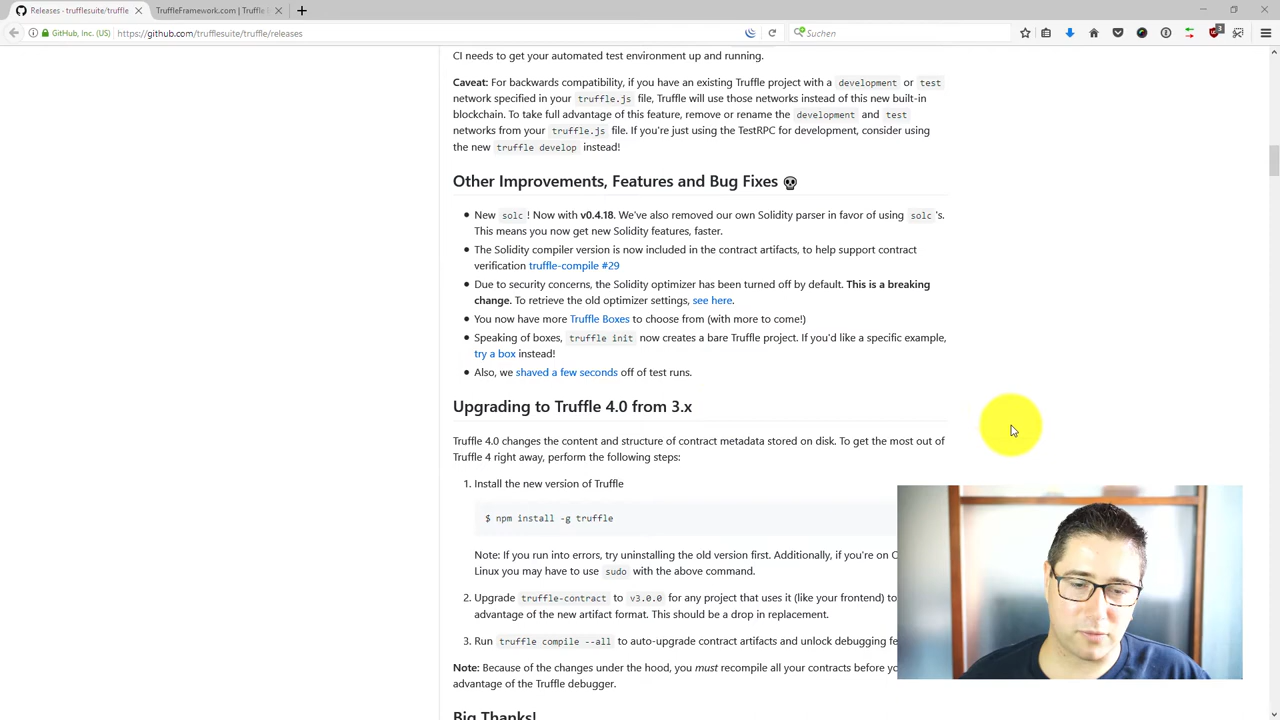 Releases · trufflesuite/truffle
TruffleFramework.com | Truffle
GitHub, Inc. (US)
https://github.com/trufflesuite/truffle/releases
Suchen
3
CI needs to get your automated test environment up and running.
Caveat: For backwards compatibility, if you have an existing Truffle project with a development or test
network specified in your truffle.js file, Truffle will use those networks instead of this new built-in
blockchain. To take full advantage of this feature, remove or rename the development and test
networks from your truffle.js file. If you're just using the TestRPC for development, consider using
the new truffle develop instead!
Other Improvements, Features and Bug Fixes
New solc ! Now with v0.4.18. We've also removed our own Solidity parser in favor of using solc 's.
This means you now get new Solidity features, faster.
The Solidity compiler version is now included in the contract artifacts, to help support contract
verification truffle-compile #29
Due to security concerns, the Solidity optimizer has been turned off by default. This is a breaking
change. To retrieve the old optimizer settings, see here.
You now have more Truffle Boxes to choose from (with more to come!)
Speaking of boxes, truffle init now creates a bare Truffle project. If you'd like a specific example,
try a box instead!
Also, we shaved a few seconds off of test runs.
Upgrading to Truffle 4.0 from 3.x
Truffle 4.0 changes the content and structure of contract metadata stored on disk. To get the most out of
Truffle 4 right away, perform the following steps:
1. Install the new version of Truffle
$ npm install -g truffle
Note: If you run into errors, try uninstalling the old version first. Additionally, if you're on
Linux you may have to use sudo with the above command.
2. Upgrade truffle-contract to v3.0.0 for any project that uses it (like your frontend) to
advantage of the new artifact format. This should be a drop in replacement.
3. Run truffle compile --all to auto-upgrade contract artifacts and unlock debugging fe
Note: Because of the changes under the hood, you must recompile all your contracts before yo
advantage of the Truffle debugger.
Big Thanks!